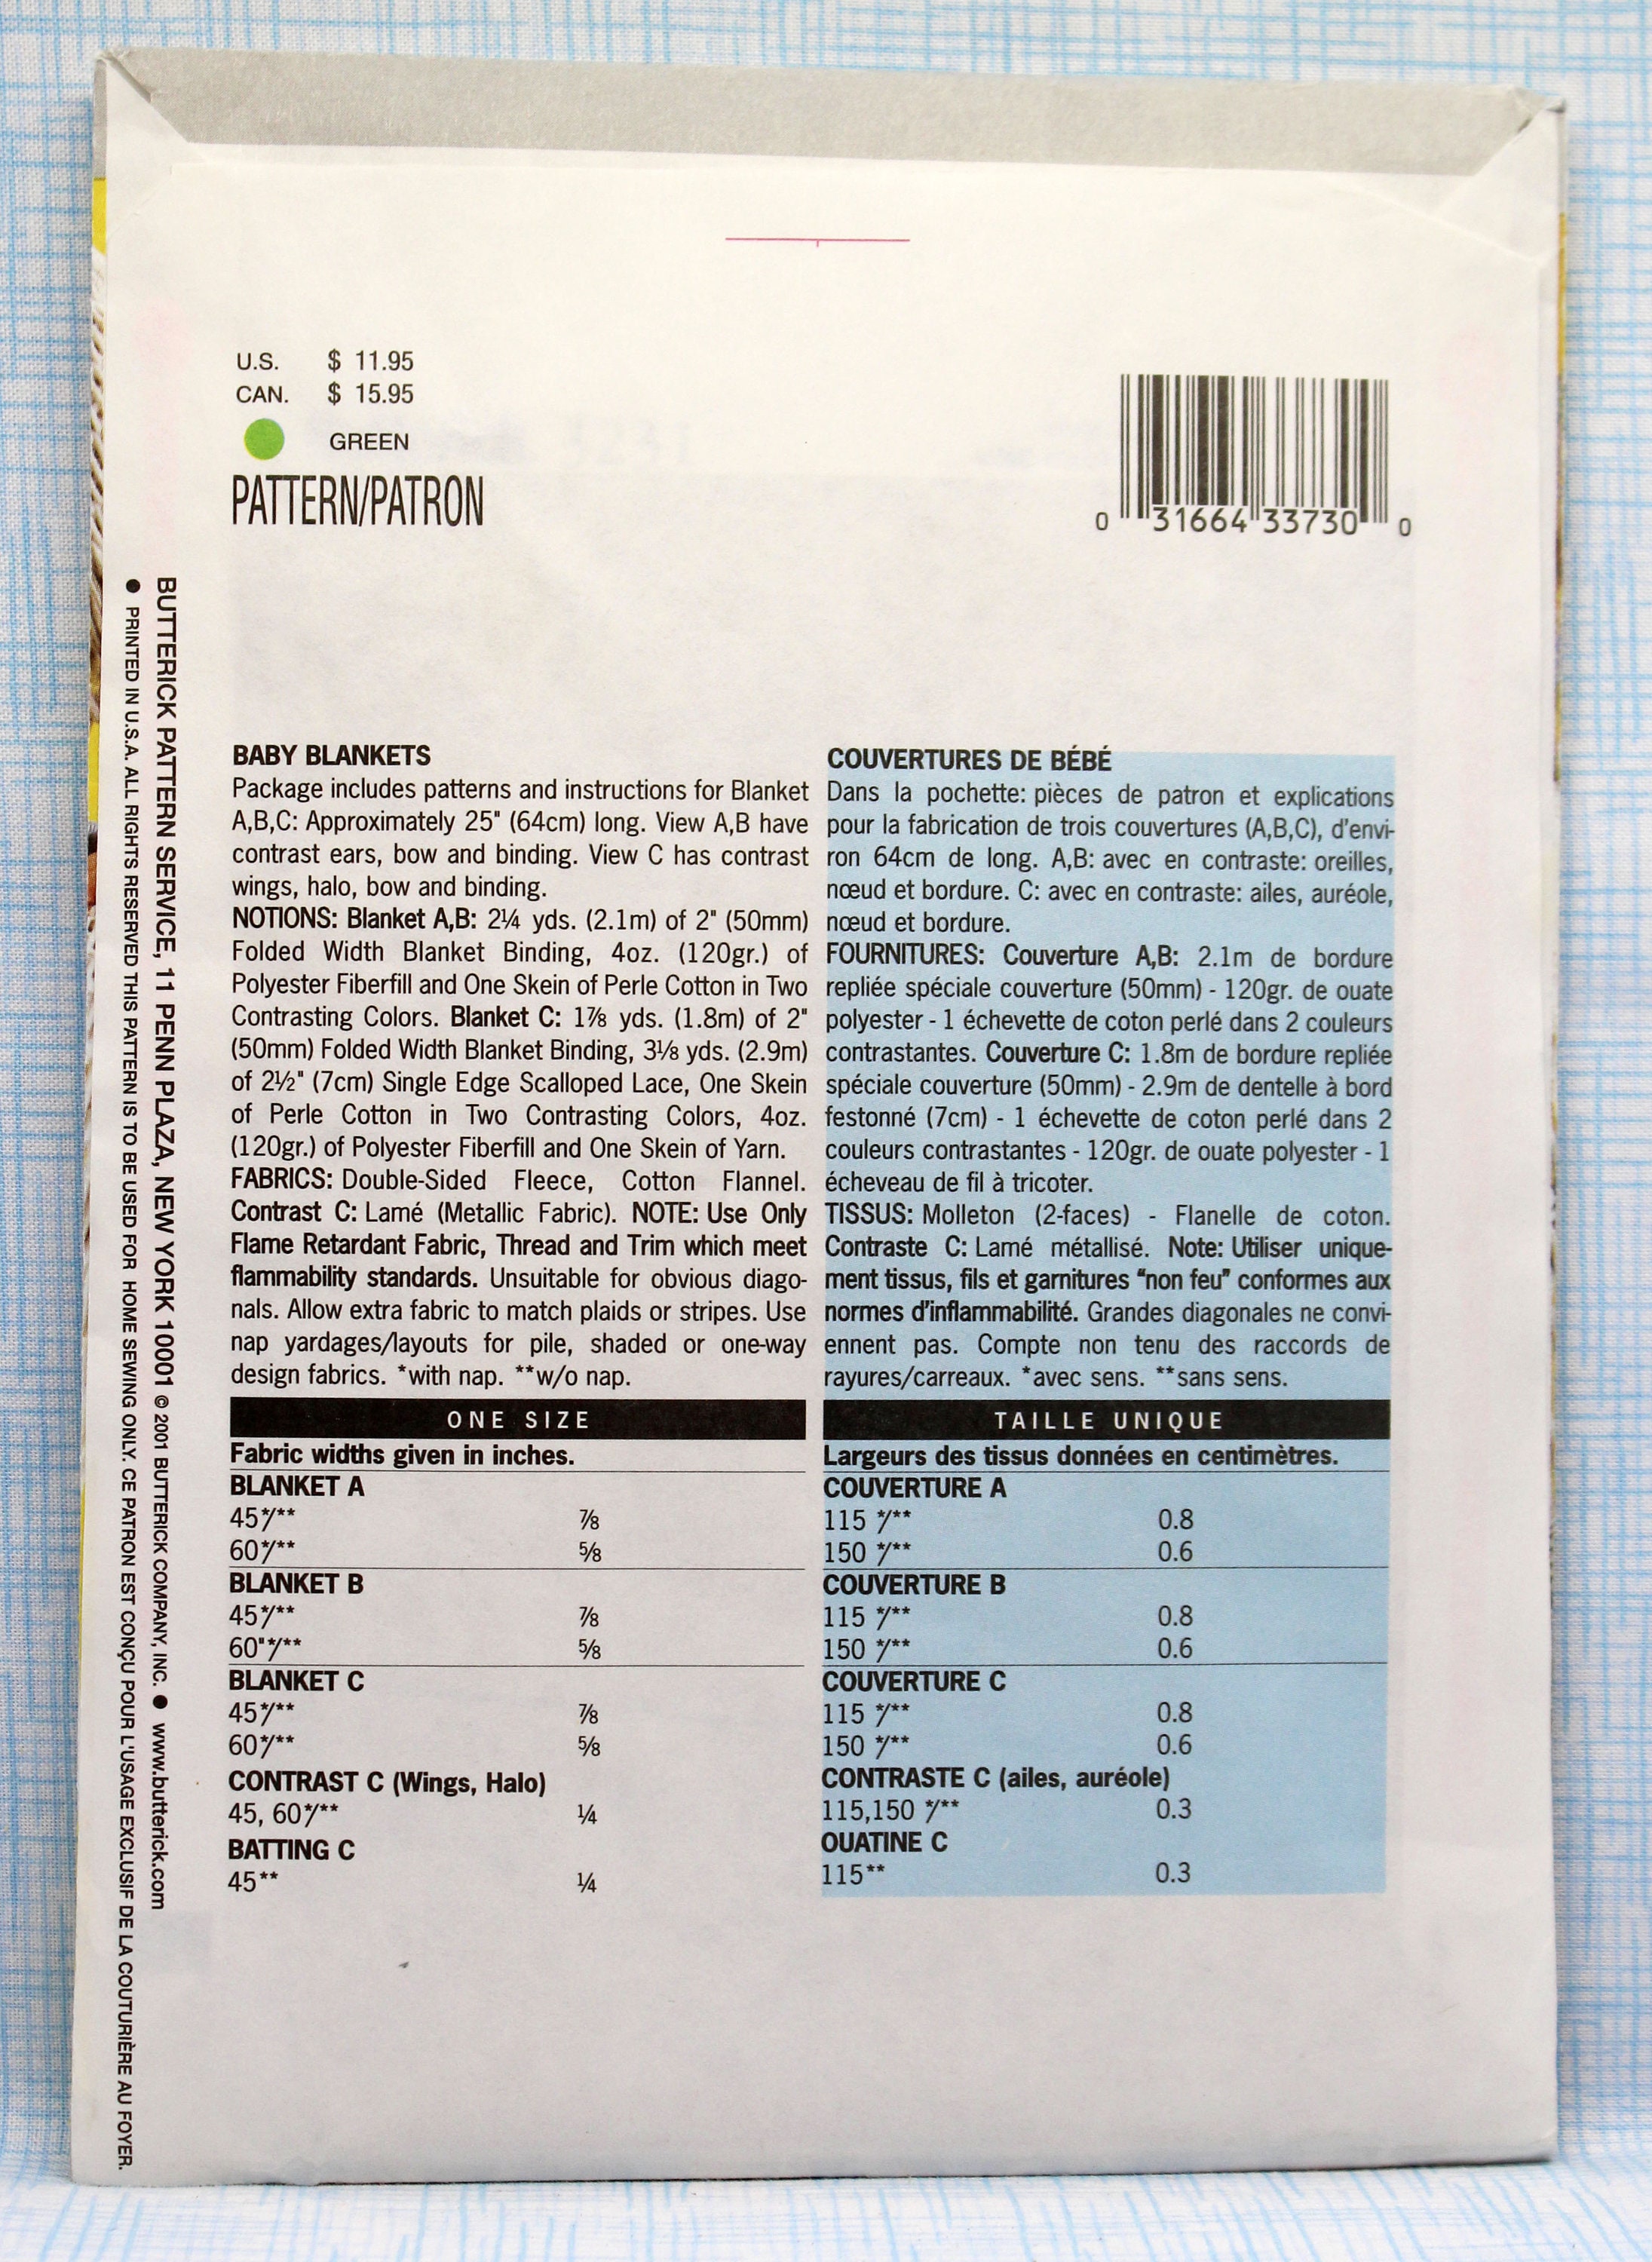 U.S. $ 11.95
CAN. $ 15.95
GREEN
PATTERN/PATRON
0 31664 33730 0
BUTTERICK PATTERN SERVICE, 11 PENN PLAZA, NEW YORK 10001 © 2001 BUTTERICK COMPANY, INC. ● www.butterick.com
● PRINTED IN U.S.A. ALL RIGHTS RESERVED THIS PATTERN IS TO BE USED FOR HOME SEWING ONLY. CE PATRON EST CONÇU POUR L'USAGE EXCLUSIF DE LA COUTURIÈRE AU FOYER.
BABY BLANKETS
Package includes patterns and instructions for Blanket
A,B,C: Approximately 25" (64cm) long. View A,B have
contrast ears, bow and binding. View C has contrast
wings, halo, bow and binding.
NOTIONS: Blanket A,B: 2¼ yds. (2.1m) of 2" (50mm)
Folded Width Blanket Binding, 4oz. (120gr.) of
Polyester Fiberfill and One Skein of Perle Cotton in Two
Contrasting Colors. Blanket C: 1⅞ yds. (1.8m) of 2"
(50mm) Folded Width Blanket Binding, 3⅛ yds. (2.9m)
of 2½" (7cm) Single Edge Scalloped Lace, One Skein
of Perle Cotton in Two Contrasting Colors, 4oz.
(120gr.) of Polyester Fiberfill and One Skein of Yarn.
FABRICS: Double-Sided Fleece, Cotton Flannel.
Contrast C: Lamé (Metallic Fabric). NOTE: Use Only
Flame Retardant Fabric, Thread and Trim which meet
flammability standards. Unsuitable for obvious diago-
nals. Allow extra fabric to match plaids or stripes. Use
nap yardages/layouts for pile, shaded or one-way
design fabrics. *with nap. **w/o nap.
ONE SIZE
Fabric widths given in inches.
BLANKET A
45*/** ⅞
60*/** ⅝
BLANKET B
45*/** ⅞
60"*/** ⅝
BLANKET C
45*/** ⅞
60*/** ⅝
CONTRAST C (Wings, Halo)
45, 60*/** ¼
BATTING C
45** ¼
COUVERTURES DE BÉBÉ
Dans la pochette: pièces de patron et explications
pour la fabrication de trois couvertures (A,B,C), d'envi-
ron 64cm de long. A,B: avec en contraste: oreilles,
nœud et bordure. C: avec en contraste: ailes, auréole,
nœud et bordure.
FOURNITURES: Couverture A,B: 2.1m de bordure
repliée spéciale couverture (50mm) - 120gr. de ouate
polyester - 1 échevette de coton perlé dans 2 couleurs
contrastantes. Couverture C: 1.8m de bordure repliée
spéciale couverture (50mm) - 2.9m de dentelle à bord
festonné (7cm) - 1 échevette de coton perlé dans 2
couleurs contrastantes - 120gr. de ouate polyester - 1
écheveau de fil à tricoter.
TISSUS: Molleton (2-faces) - Flanelle de coton.
Contraste C: Lamé métallisé. Note: Utiliser unique-
ment tissus, fils et garnitures "non feu" conformes aux
normes d'inflammabilité. Grandes diagonales ne convi-
ennent pas. Compte non tenu des raccords de
rayures/carreaux. *avec sens. **sans sens.
TAILLE UNIQUE
Largeurs des tissus données en centimètres.
COUVERTURE A
115 */** 0.8
150 */** 0.6
COUVERTURE B
115 */** 0.8
150 */** 0.6
COUVERTURE C
115 */** 0.8
150 */** 0.6
CONTRASTE C (ailes, auréole)
115,150 */** 0.3
OUATINE C
115** 0.3